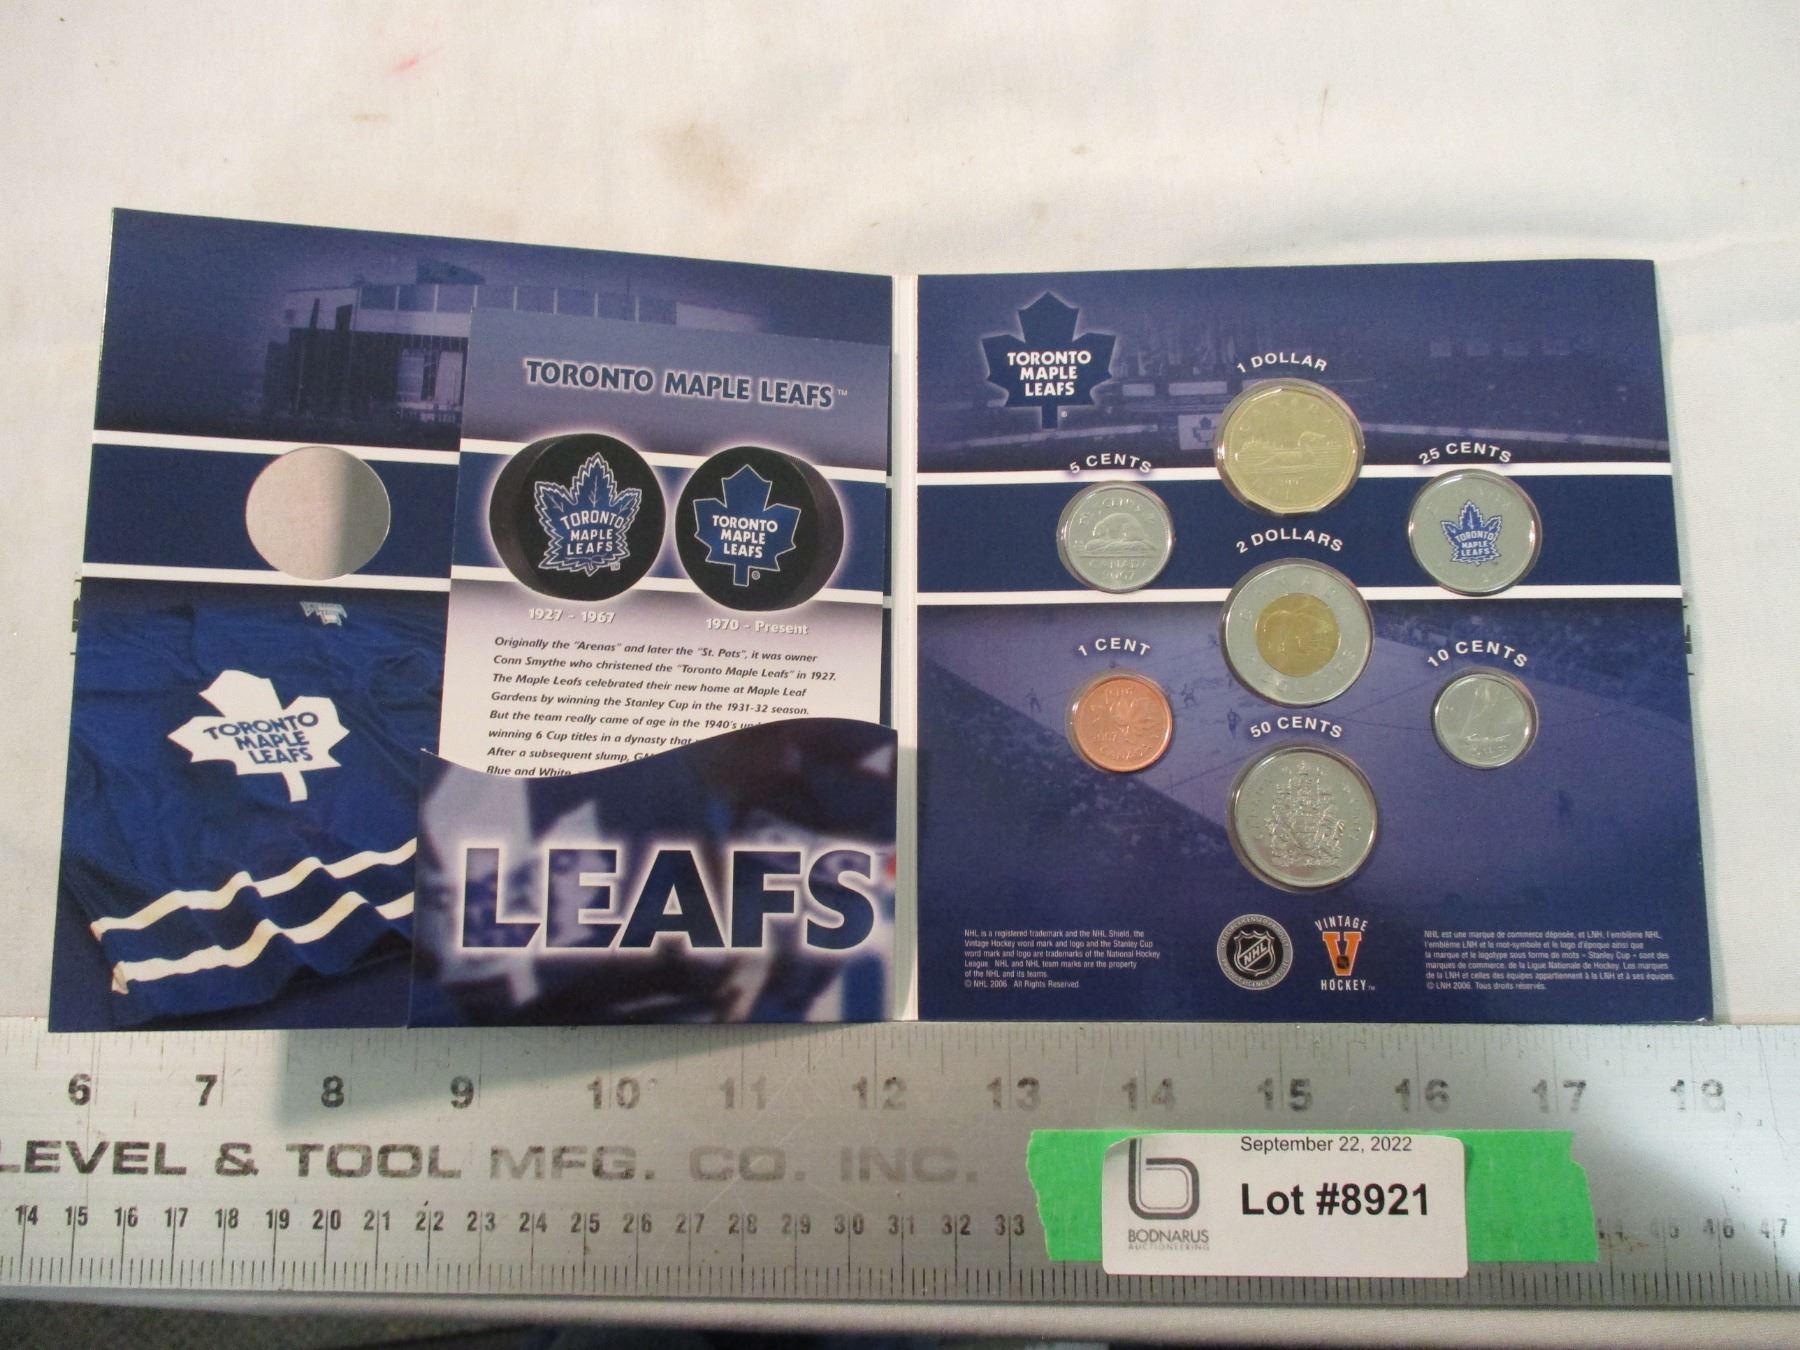 TORONTO MAPLE LEAFS™
TORONTO
MAPLE
LEAFS
TORONTO
MAPLE
LEAFS
®
1927 - 1967
1970 - Present
Originally the "Arenas" and later the "St. Pats", it was owner
Conn Smythe who christened the "Toronto Maple Leafs" in 1927.
The Maple Leafs celebrated their new home at Maple Leaf
Gardens by winning the Stanley Cup in the 1931-32 season.
But the team really came of age in the 1940's
winning 6 Cup titles in a dynasty that
After a subsequent slump,
Blue and White
TORONTO
MAPLE
LEAFS
LEAFS
TORONTO
MAPLE
LEAFS
®
1 DOLLAR
5 CENTS
25 CENTS
CANADA
2007
TORONTO
MAPLE
LEAFS
2 DOLLARS
1 CENT
10 CENTS
2007
CANADA
50 CENTS
NHL is a registered trademark and the NHL Shield, the
Vintage Hockey word mark and logo and the Stanley Cup
word mark and logo are trademarks of the National Hockey
League. NHL and NHL team marks are the property
of the NHL and its teams.
© NHL 2006. All Rights Reserved.
NHL
VINTAGE
V
HOCKEY™
NHL est une marque de commerce déposée, et LNH, l'emblème NHL,
l'emblème LNH et le mot-symbole et le logo d'époque ainsi que
la marque et le logotype sous forme de mots « Stanley Cup » sont des
marques de commerce, de la Ligue Nationale de Hockey. Les marques
de la LNH et celles des équipes appartiennent à la LNH et à ses équipes.
© LNH 2006. Tous droits réservés.
6 7 8 9 10 11 12 13 14 15 16 17 18
LEVEL & TOOL MFG. CO. INC.
14 15 16 17 18 19 20 21 22 23 24 25 26 27 28 29 30 31 32 33 46 47
September 22, 2022
Lot #8921
BODNARUS
AUCTIONEERING